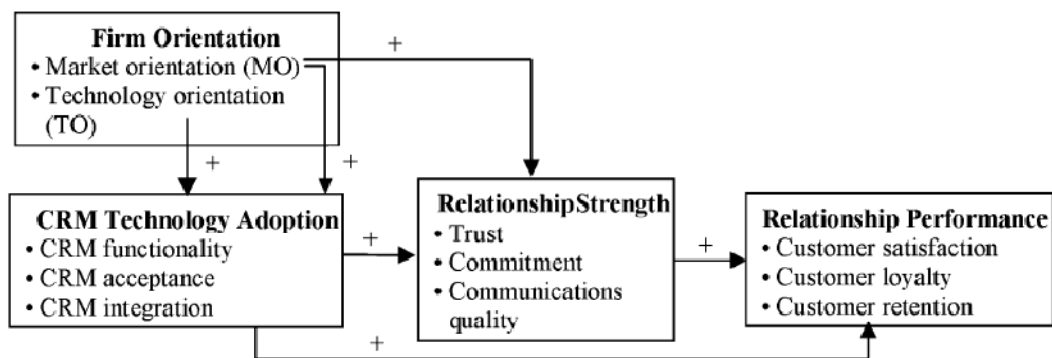 Firm Orientation
• Market orientation (MO)
• Technology orientation
(TO)
+
+
+
CRM Technology Adoption
• CRM functionality
• CRM acceptance
• CRM integration
+
RelationshipStrength
• Trust
• Commitment
• Communications
quality
+
Relationship Performance
• Customer satisfaction
• Customer loyalty
• Customer retention
+